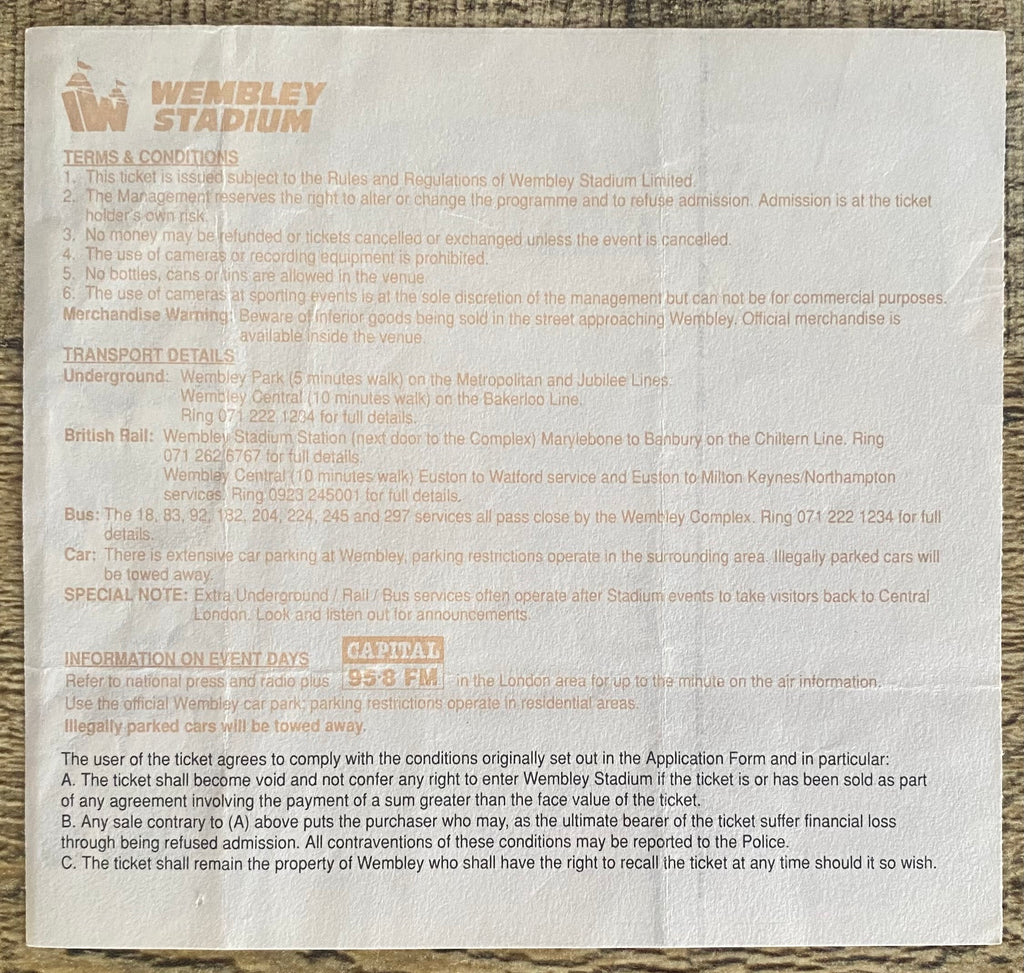 WEMBLEY
STADIUM
TERMS & CONDITIONS
1. This ticket is issued subject to the Rules and Regulations of Wembley Stadium Limited.
2. The Management reserves the right to alter or change the programme and to refuse admission. Admission is at the ticket
holder's own risk.
3. No money may be refunded or tickets cancelled or exchanged unless the event is cancelled.
4. The use of cameras or recording equipment is prohibited.
5. No bottles, cans or tins are allowed in the venue.
6. The use of cameras at sporting events is at the sole discretion of the management but can not be for commercial purposes.
Merchandise Warning: Beware of inferior goods being sold in the street approaching Wembley. Official merchandise is
available inside the venue.
TRANSPORT DETAILS
Underground: Wembley Park (5 minutes walk) on the Metropolitan and Jubilee Lines.
Wembley Central (10 minutes walk) on the Bakerloo Line.
Ring 071 222 1234 for full details.
British Rail: Wembley Stadium Station (next door to the Complex) Marylebone to Banbury on the Chiltern Line. Ring
071 262 6767 for full details.
Wembley Central (10 minutes walk) Euston to Watford service and Euston to Milton Keynes/Northampton
services. Ring 0923 245001 for full details.
Bus: The 18, 83, 92, 182, 204, 224, 245 and 297 services all pass close by the Wembley Complex. Ring 071 222 1234 for full
details.
Car: There is extensive car parking at Wembley, parking restrictions operate in the surrounding area. Illegally parked cars will
be towed away.
SPECIAL NOTE: Extra Underground / Rail / Bus services often operate after Stadium events to take visitors back to Central
London. Look and listen out for announcements.
INFORMATION ON EVENT DAYS
CAPITAL
Refer to national press and radio plus 95·8 FM in the London area for up to the minute on the air information.
Use the official Wembley car park: parking restrictions operate in residential areas.
Illegally parked cars will be towed away.
The user of the ticket agrees to comply with the conditions originally set out in the Application Form and in particular:
A. The ticket shall become void and not confer any right to enter Wembley Stadium if the ticket is or has been sold as part
of any agreement involving the payment of a sum greater than the face value of the ticket.
B. Any sale contrary to (A) above puts the purchaser who may, as the ultimate bearer of the ticket suffer financial loss
through being refused admission. All contraventions of these conditions may be reported to the Police.
C. The ticket shall remain the property of Wembley who shall have the right to recall the ticket at any time should it so wish.